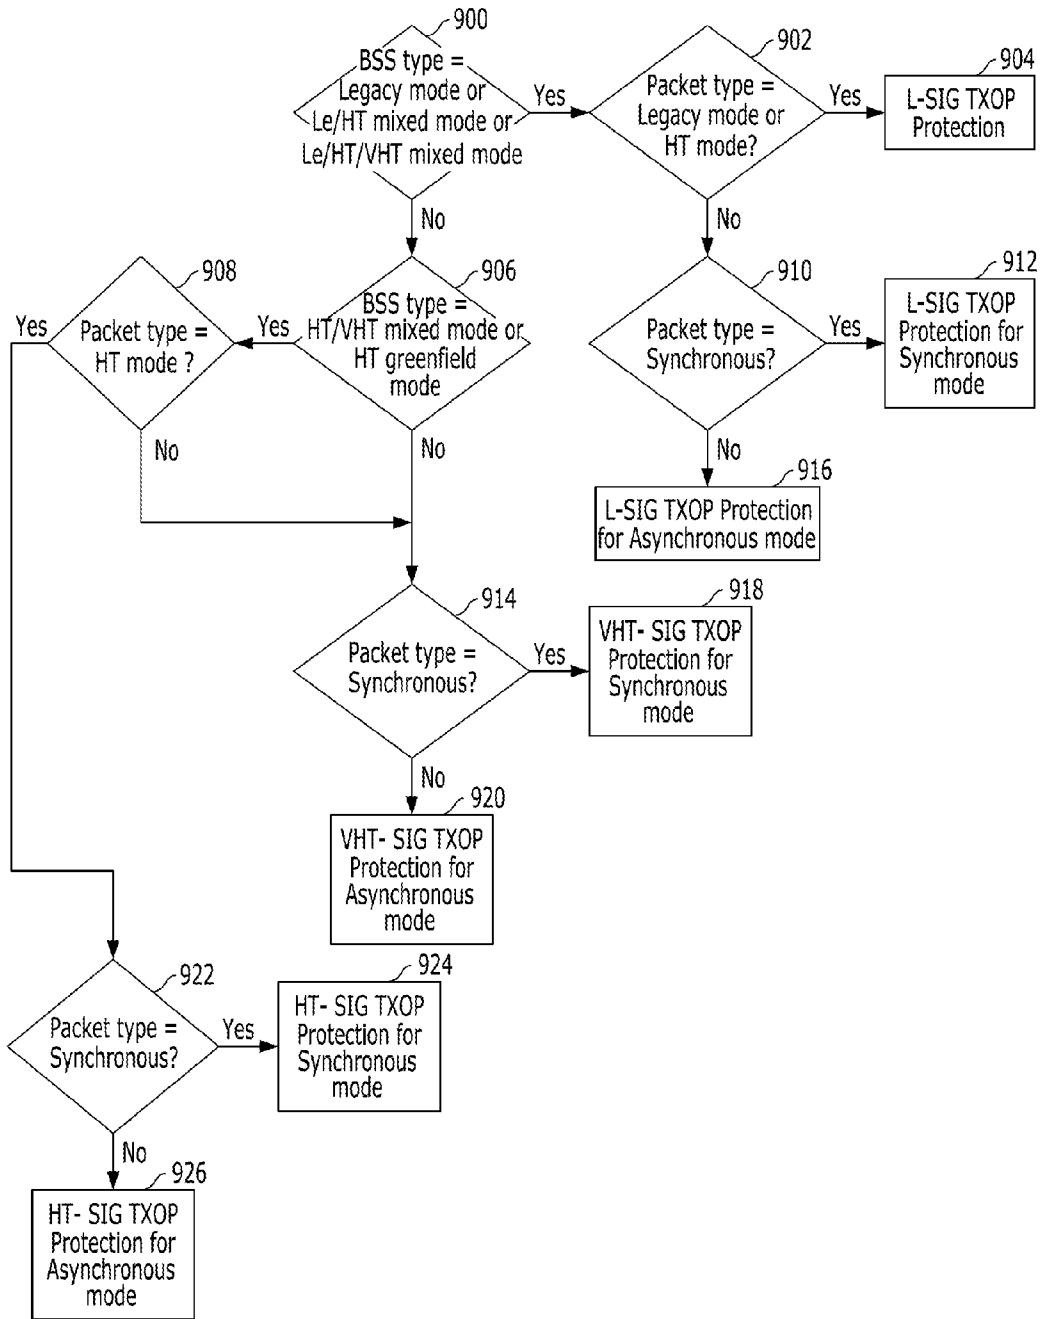 900
BSS type =
Legacy mode or
Le/HT mixed mode or
Le/HT/VHT mixed mode
Yes
No
902
Packet type =
Legacy mode or
HT mode?
Yes
No
904
L-SIG TXOP
Protection
908
Packet type =
HT mode ?
Yes
No
906
BSS type =
HT/VHT mixed mode or
HT greenfield
mode
Yes
No
910
Packet type =
Synchronous?
Yes
No
912
L-SIG TXOP
Protection for
Synchronous
mode
916
L-SIG TXOP Protection
for Asynchronous mode
914
Packet type =
Synchronous?
Yes
No
918
VHT- SIG TXOP
Protection for
Synchronous
mode
920
VHT- SIG TXOP
Protection for
Asynchronous
mode
922
Packet type =
Synchronous?
Yes
No
924
HT- SIG TXOP
Protection for
Synchronous
mode
926
HT- SIG TXOP
Protection for
Asynchronous
mode